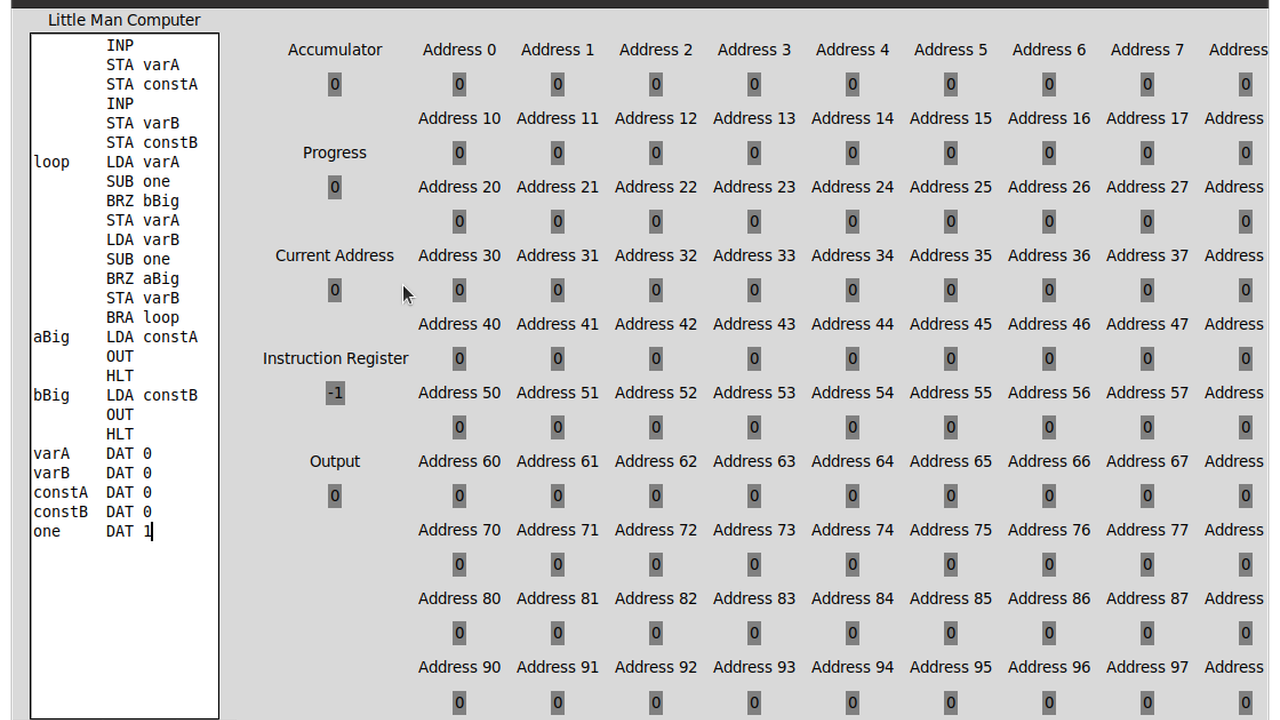 Little Man Computer
INP
STA varA
STA constA
INP
STA varB
STA constB
loop LDA varA
SUB one
BRZ bBig
STA varA
LDA varB
SUB one
BRZ aBig
STA varB
BRA loop
aBig LDA constA
OUT
HLT
bBig LDA constB
OUT
HLT
varA DAT 0
varB DAT 0
constA DAT 0
constB DAT 0
one DAT 1
Accumulator
0
Progress
0
Current Address
0
Instruction Register
-1
Output
0
Address 0 Address 1 Address 2 Address 3 Address 4 Address 5 Address 6 Address 7 Address
0 0 0 0 0 0 0 0 0
Address 10 Address 11 Address 12 Address 13 Address 14 Address 15 Address 16 Address 17 Address
0 0 0 0 0 0 0 0 0
Address 20 Address 21 Address 22 Address 23 Address 24 Address 25 Address 26 Address 27 Address
0 0 0 0 0 0 0 0 0
Address 30 Address 31 Address 32 Address 33 Address 34 Address 35 Address 36 Address 37 Address
0 0 0 0 0 0 0 0 0
Address 40 Address 41 Address 42 Address 43 Address 44 Address 45 Address 46 Address 47 Address
0 0 0 0 0 0 0 0 0
Address 50 Address 51 Address 52 Address 53 Address 54 Address 55 Address 56 Address 57 Address
0 0 0 0 0 0 0 0 0
Address 60 Address 61 Address 62 Address 63 Address 64 Address 65 Address 66 Address 67 Address
0 0 0 0 0 0 0 0 0
Address 70 Address 71 Address 72 Address 73 Address 74 Address 75 Address 76 Address 77 Address
0 0 0 0 0 0 0 0 0
Address 80 Address 81 Address 82 Address 83 Address 84 Address 85 Address 86 Address 87 Address
0 0 0 0 0 0 0 0 0
Address 90 Address 91 Address 92 Address 93 Address 94 Address 95 Address 96 Address 97 Address
0 0 0 0 0 0 0 0 0